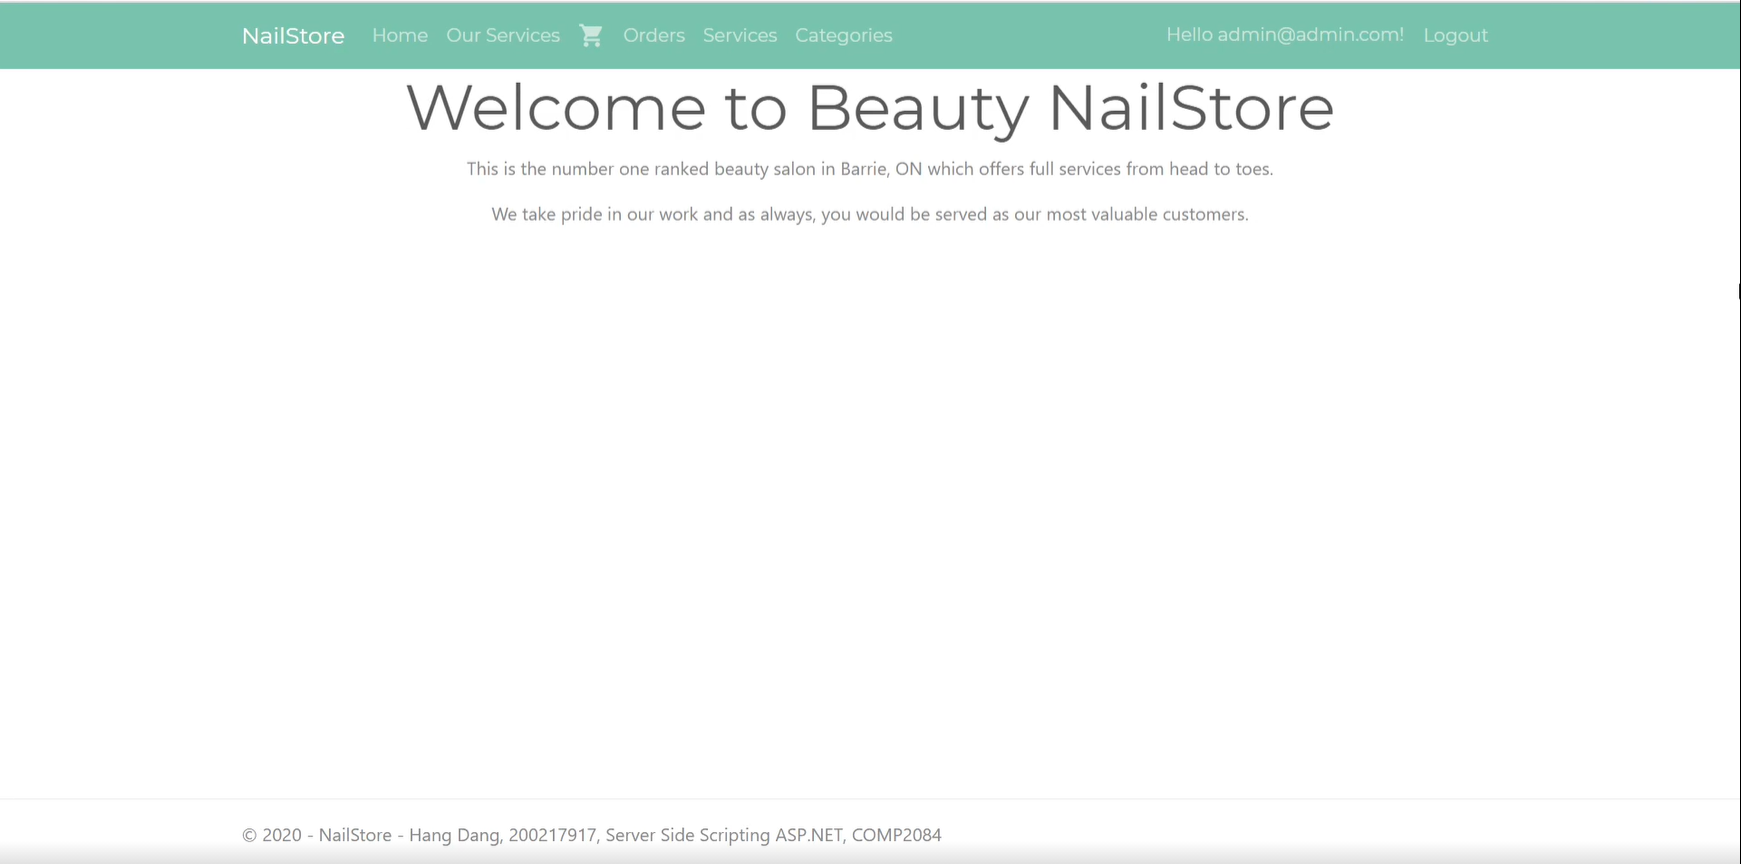 NailStore Home Our Services Orders Services Categories Hello admin@admin.com! Logout
Welcome to Beauty NailStore
This is the number one ranked beauty salon in Barrie, ON which offers full services from head to toes.
We take pride in our work and as always, you would be served as our most valuable customers.
© 2020 - NailStore - Hang Dang, 200217917, Server Side Scripting ASP.NET, COMP2084